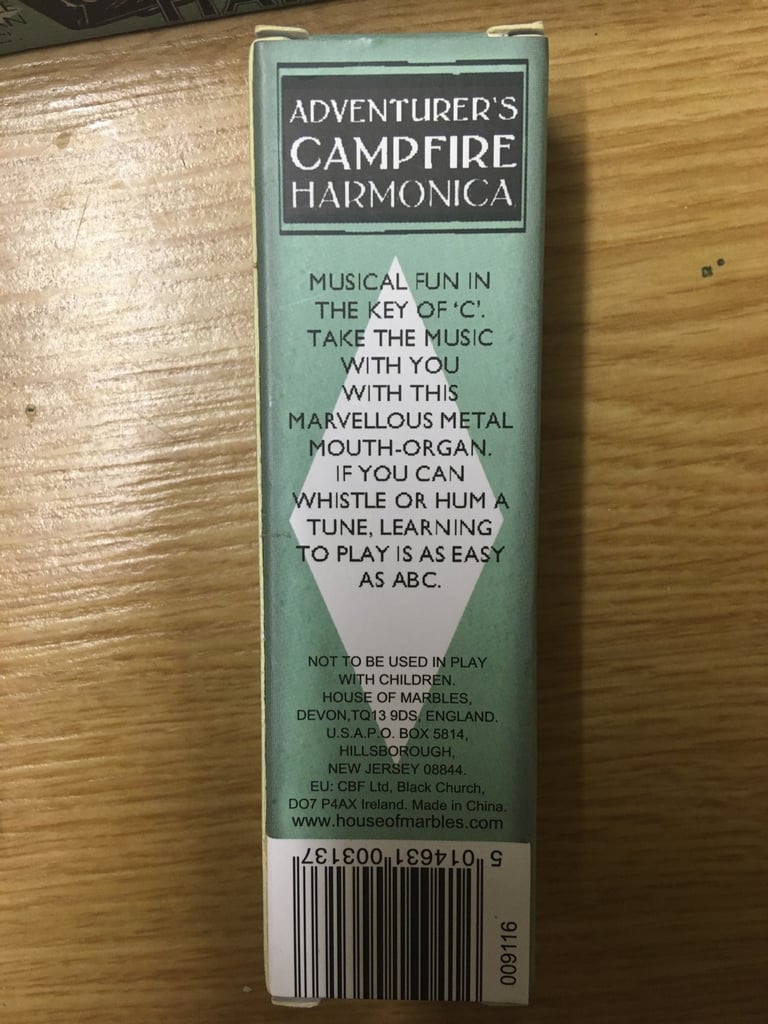 ADVENTURER'S
CAMPFIRE
HARMONICA
MUSICAL FUN IN
THE KEY OF 'C'.
TAKE THE MUSIC
WITH YOU
WITH THIS
MARVELLOUS METAL
MOUTH-ORGAN.
IF YOU CAN
WHISTLE OR HUM A
TUNE, LEARNING
TO PLAY IS AS EASY
AS ABC.
NOT TO BE USED IN PLAY
WITH CHILDREN.
HOUSE OF MARBLES,
DEVON,TQ13 9DS, ENGLAND.
U.S.A.P.O. BOX 5814,
HILLSBOROUGH,
NEW JERSEY 08844.
EU: CBF Ltd, Black Church,
DO7 P4AX Ireland. Made in China.
www.houseofmarbles.com
5 014631 003137
009116